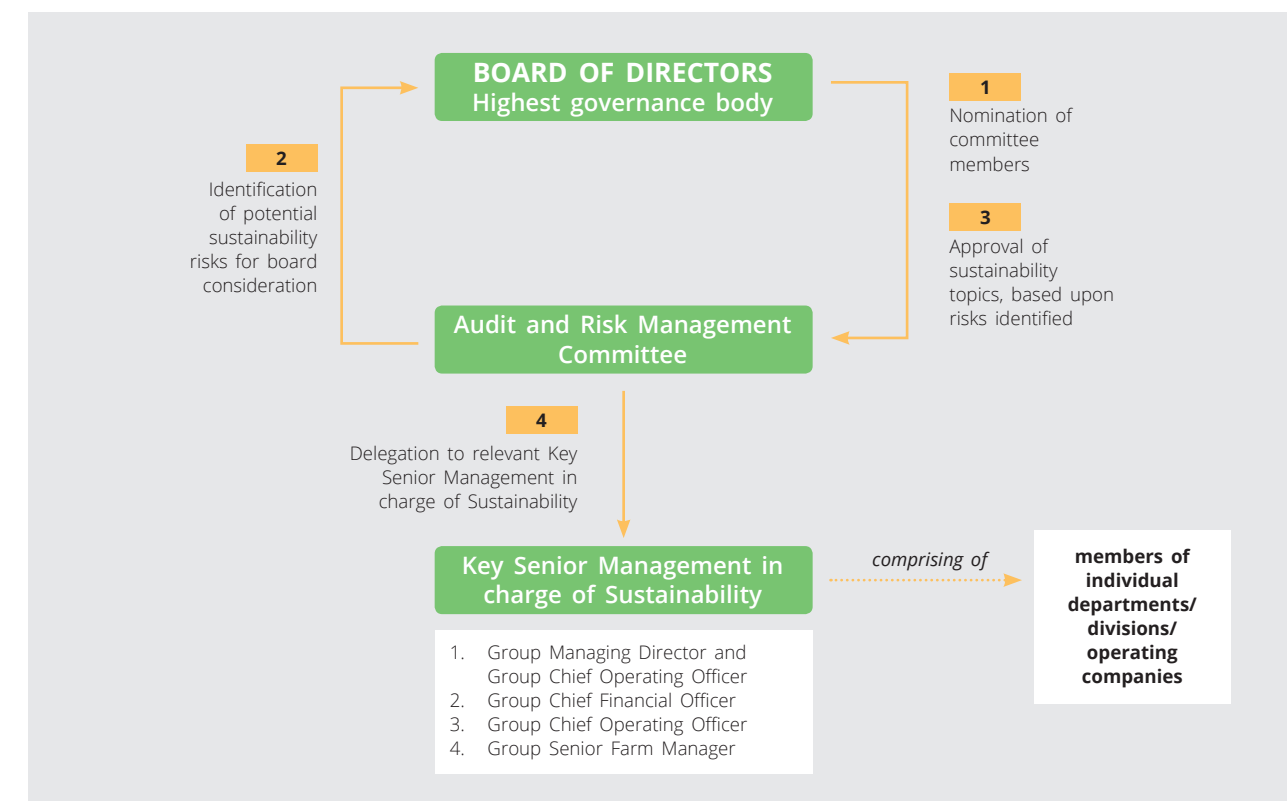 BOARD OF DIRECTORS
Highest governance body
1
Nomination of
committee
members
2
Identification
of potential
sustainability
risks for board
consideration
3
Approval of
sustainability
topics, based upon
risks identified
Audit and Risk Management
Committee
4
Delegation to relevant Key
Senior Management in
charge of Sustainability
Key Senior Management in
charge of Sustainability
comprising of
members of
individual
departments/
divisions/
operating
companies
1. Group Managing Director and
Group Chief Operating Officer
2. Group Chief Financial Officer
3. Group Chief Operating Officer
4. Group Senior Farm Manager